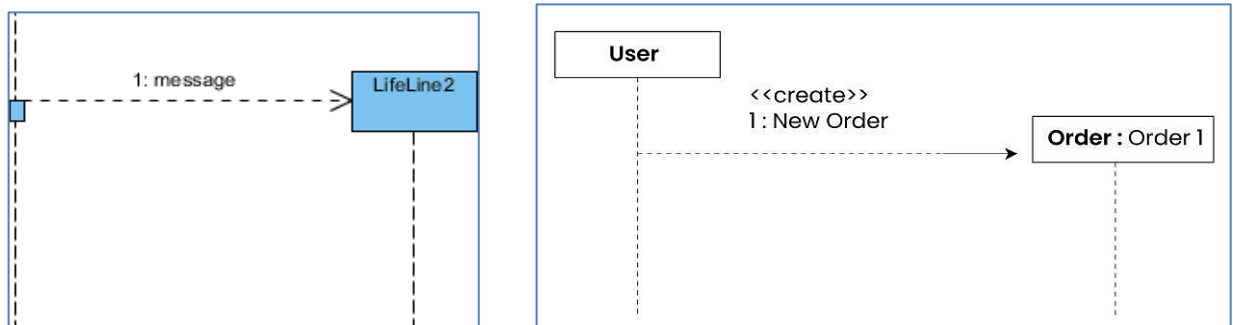 1: message
LifeLine2
User
<<create>>
1 : New Order
Order : Order 1